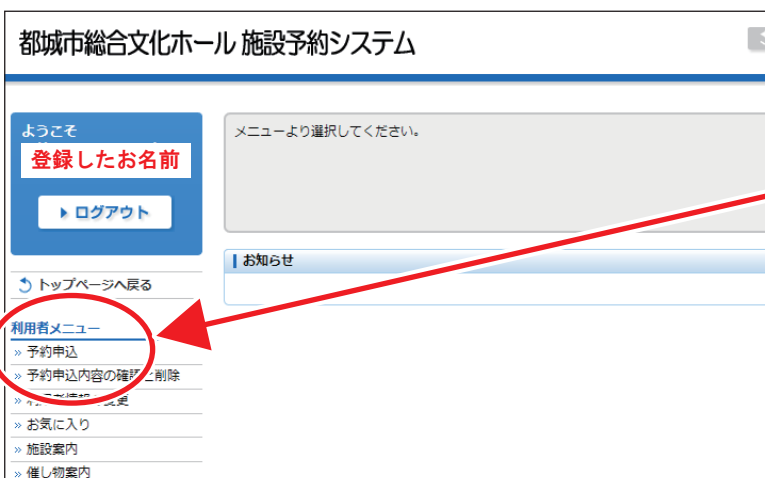 都城市総合文化ホール 施設予約システム
ようこそ
登録したお名前
ログアウト
メニューより選択してください。
お知らせ
トップページへ戻る
利用者メニュー
» 予約申込
» 予約申込内容の確認と削除
» 変更
» お気に入り
» 施設案内
» 催し物案内